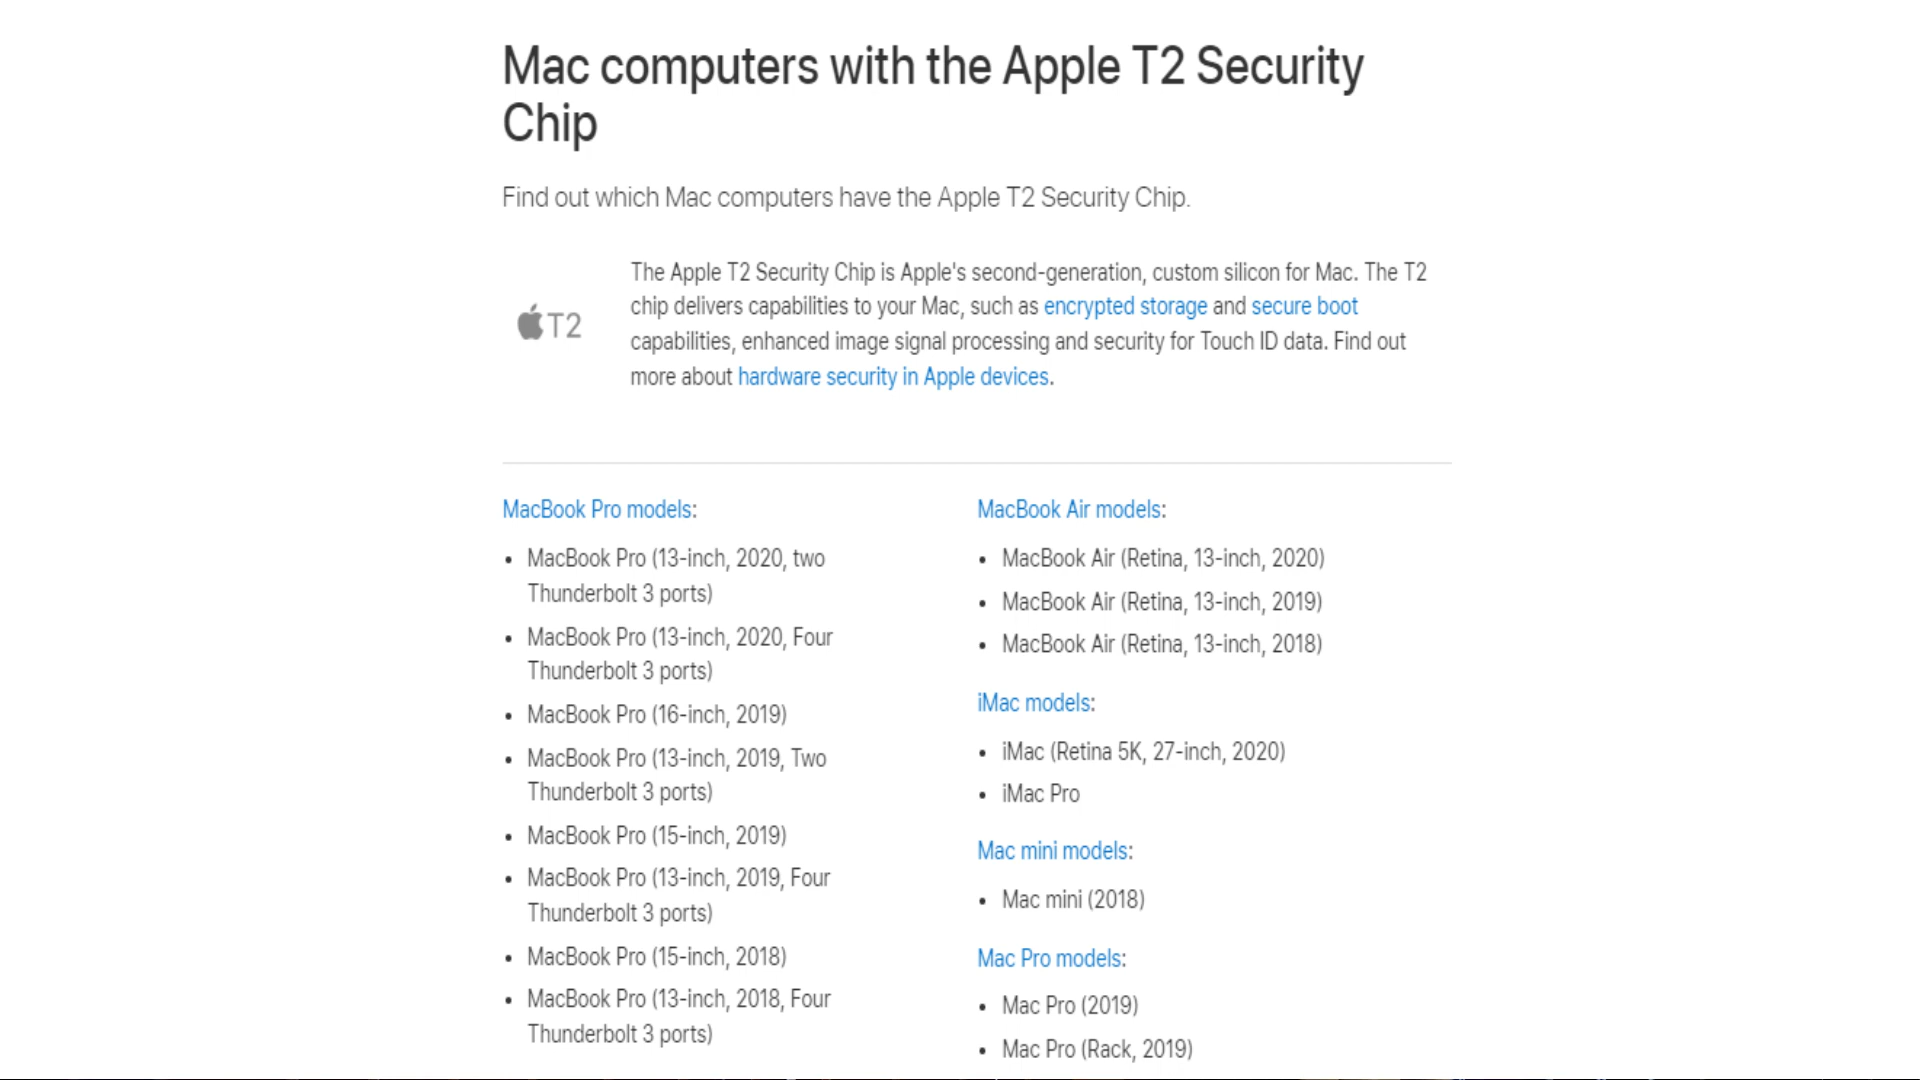 Mac computers with the Apple T2 Security
Chip
Find out which Mac computers have the Apple T2 Security Chip.
T2
The Apple T2 Security Chip is Apple's second-generation, custom silicon for Mac. The T2
chip delivers capabilities to your Mac, such as encrypted storage and secure boot
capabilities, enhanced image signal processing and security for Touch ID data. Find out
more about hardware security in Apple devices.
MacBook Pro models:
• MacBook Pro (13-inch, 2020, two
Thunderbolt 3 ports)
• MacBook Pro (13-inch, 2020, Four
Thunderbolt 3 ports)
• MacBook Pro (16-inch, 2019)
• MacBook Pro (13-inch, 2019, Two
Thunderbolt 3 ports)
• MacBook Pro (15-inch, 2019)
• MacBook Pro (13-inch, 2019, Four
Thunderbolt 3 ports)
• MacBook Pro (15-inch, 2018)
• MacBook Pro (13-inch, 2018, Four
Thunderbolt 3 ports)
MacBook Air models:
• MacBook Air (Retina, 13-inch, 2020)
• MacBook Air (Retina, 13-inch, 2019)
• MacBook Air (Retina, 13-inch, 2018)
iMac models:
• iMac (Retina 5K, 27-inch, 2020)
• iMac Pro
Mac mini models:
• Mac mini (2018)
Mac Pro models:
• Mac Pro (2019)
• Mac Pro (Rack, 2019)